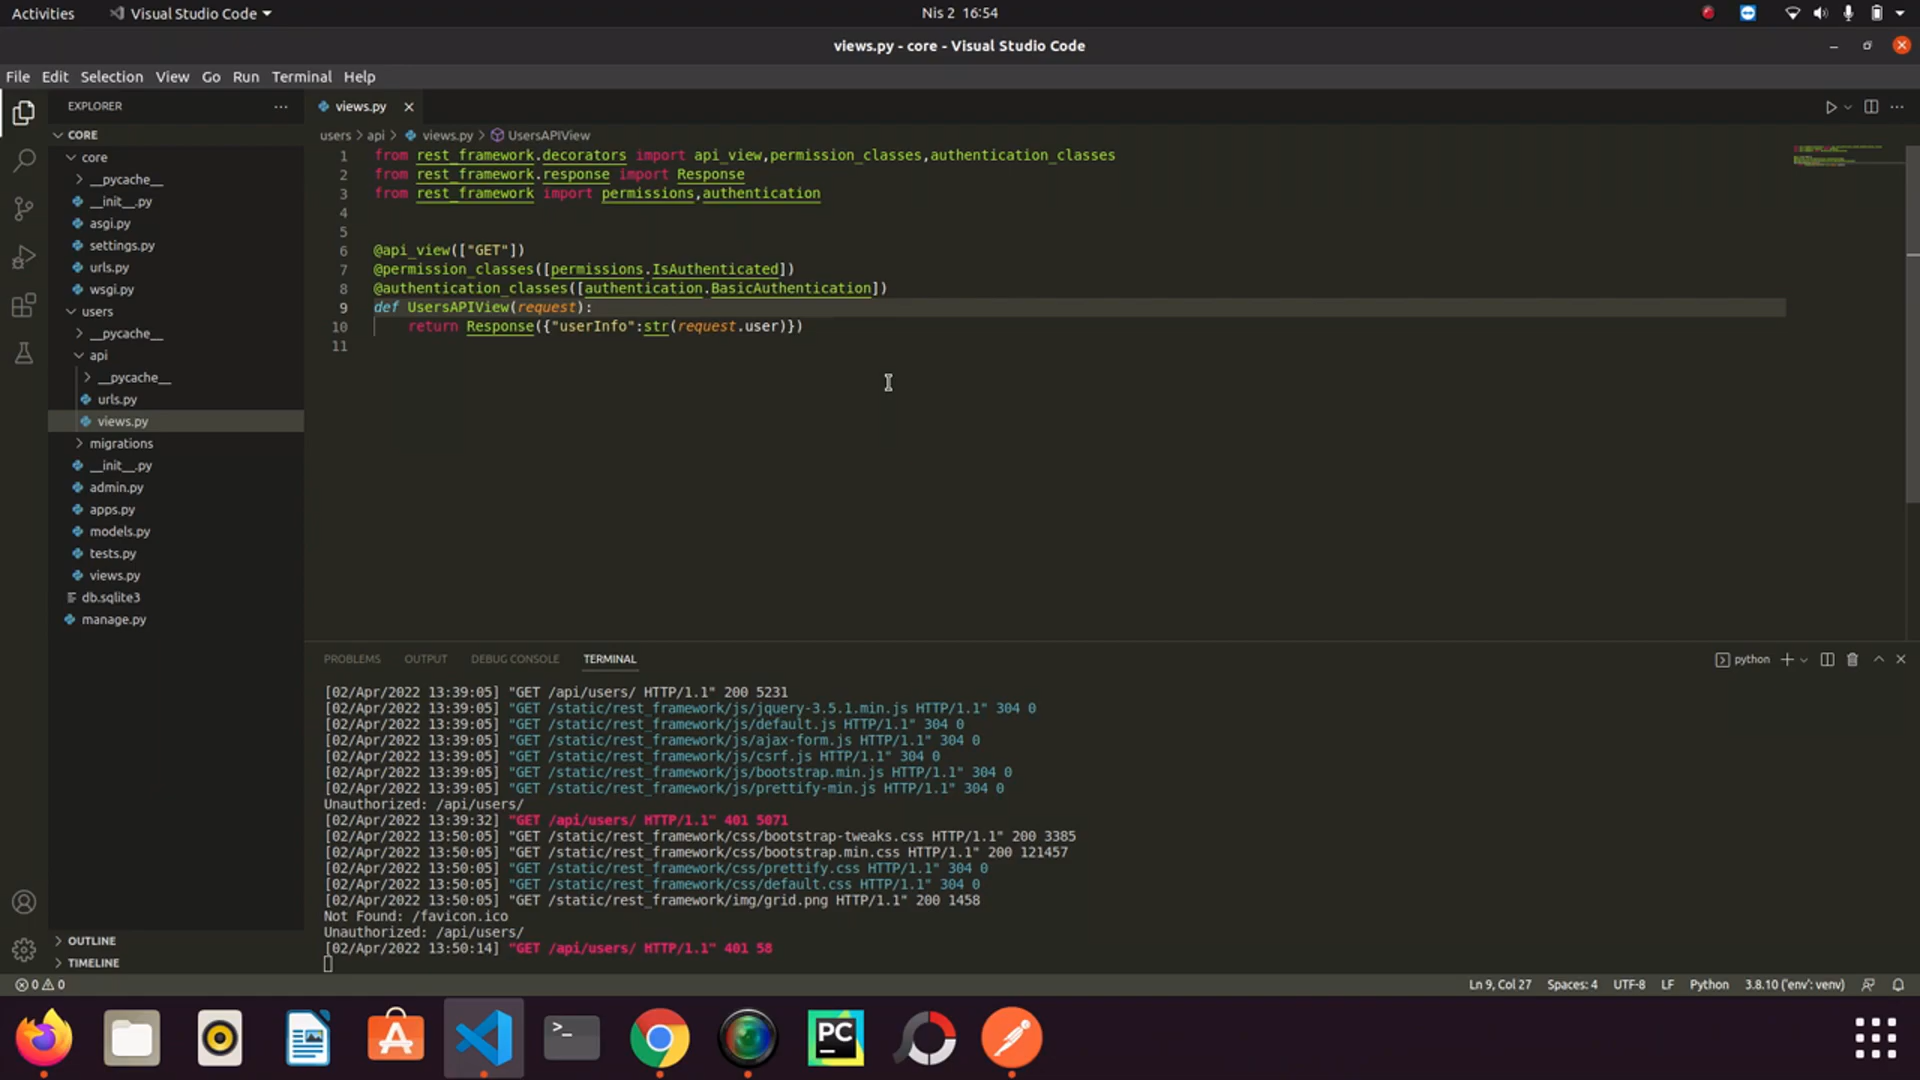 Activities
Visual Studio Code
Nis 2 16:54
views.py - core - Visual Studio Code
File Edit Selection View Go Run Terminal Help
EXPLORER
views.py
CORE
core
__pycache__
__init__.py
asgi.py
settings.py
urls.py
wsgi.py
users
__pycache__
api
__pycache__
urls.py
views.py
migrations
__init__.py
admin.py
apps.py
models.py
tests.py
views.py
db.sqlite3
manage.py
OUTLINE
TIMELINE
users > api > views.py > UsersAPIView
1 from rest_framework.decorators import api_view,permission_classes,authentication_classes
2 from rest_framework.response import Response
3 from rest_framework import permissions,authentication
4
5
6 @api_view(["GET"])
7 @permission_classes([permissions.IsAuthenticated])
8 @authentication_classes([authentication.BasicAuthentication])
9 def UsersAPIView(request):
10 return Response({"userInfo":str(request.user)})
11
PROBLEMS OUTPUT DEBUG CONSOLE TERMINAL
python
[02/Apr/2022 13:39:05] "GET /api/users/ HTTP/1.1" 200 5231
[02/Apr/2022 13:39:05] "GET /static/rest_framework/js/jquery-3.5.1.min.js HTTP/1.1" 304 0
[02/Apr/2022 13:39:05] "GET /static/rest_framework/js/default.js HTTP/1.1" 304 0
[02/Apr/2022 13:39:05] "GET /static/rest_framework/js/ajax-form.js HTTP/1.1" 304 0
[02/Apr/2022 13:39:05] "GET /static/rest_framework/js/csrf.js HTTP/1.1" 304 0
[02/Apr/2022 13:39:05] "GET /static/rest_framework/js/bootstrap.min.js HTTP/1.1" 304 0
[02/Apr/2022 13:39:05] "GET /static/rest_framework/js/prettify-min.js HTTP/1.1" 304 0
Unauthorized: /api/users/
[02/Apr/2022 13:39:32] "GET /api/users/ HTTP/1.1" 401 5071
[02/Apr/2022 13:50:05] "GET /static/rest_framework/css/bootstrap-tweaks.css HTTP/1.1" 200 3385
[02/Apr/2022 13:50:05] "GET /static/rest_framework/css/bootstrap.min.css HTTP/1.1" 200 121457
[02/Apr/2022 13:50:05] "GET /static/rest_framework/css/prettify.css HTTP/1.1" 304 0
[02/Apr/2022 13:50:05] "GET /static/rest_framework/css/default.css HTTP/1.1" 304 0
[02/Apr/2022 13:50:05] "GET /static/rest_framework/img/grid.png HTTP/1.1" 200 1458
Not Found: /favicon.ico
Unauthorized: /api/users/
[02/Apr/2022 13:50:14] "GET /api/users/ HTTP/1.1" 401 58
0 0
Ln 9, Col 27 Spaces: 4 UTF-8 LF Python 3.8.10 ('env': venv)
PC